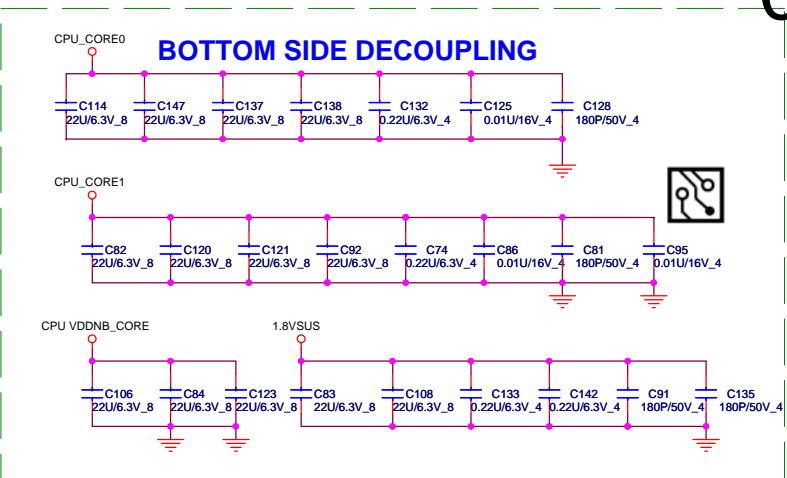 CPU_CORE0
BOTTOM SIDE DECOUPLING
C114 C147 C137 C138 C132 C125 C128
22U/6.3V_8 22U/6.3V_8 22U/6.3V_8 22U/6.3V_8 0.22U/6.3V_4 0.01U/16V_4 180P/50V_4
CPU_CORE1
C82 C120 C121 C92 C74 C86 C81 C95
22U/6.3V_8 22U/6.3V_8 22U/6.3V_8 22U/6.3V_8 0.22U/6.3V_4 0.01U/16V_4 180P/50V_4 0.01U/16V_4
CPU VDDNB_CORE 1.8VSUS
C106 C84 C123 C83 C108 C133 C142 C91 C135
22U/6.3V_8 22U/6.3V_8 22U/6.3V_8 22U/6.3V_8 22U/6.3V_8 0.22U/6.3V_4 0.22U/6.3V_4 180P/50V_4 180P/50V_4